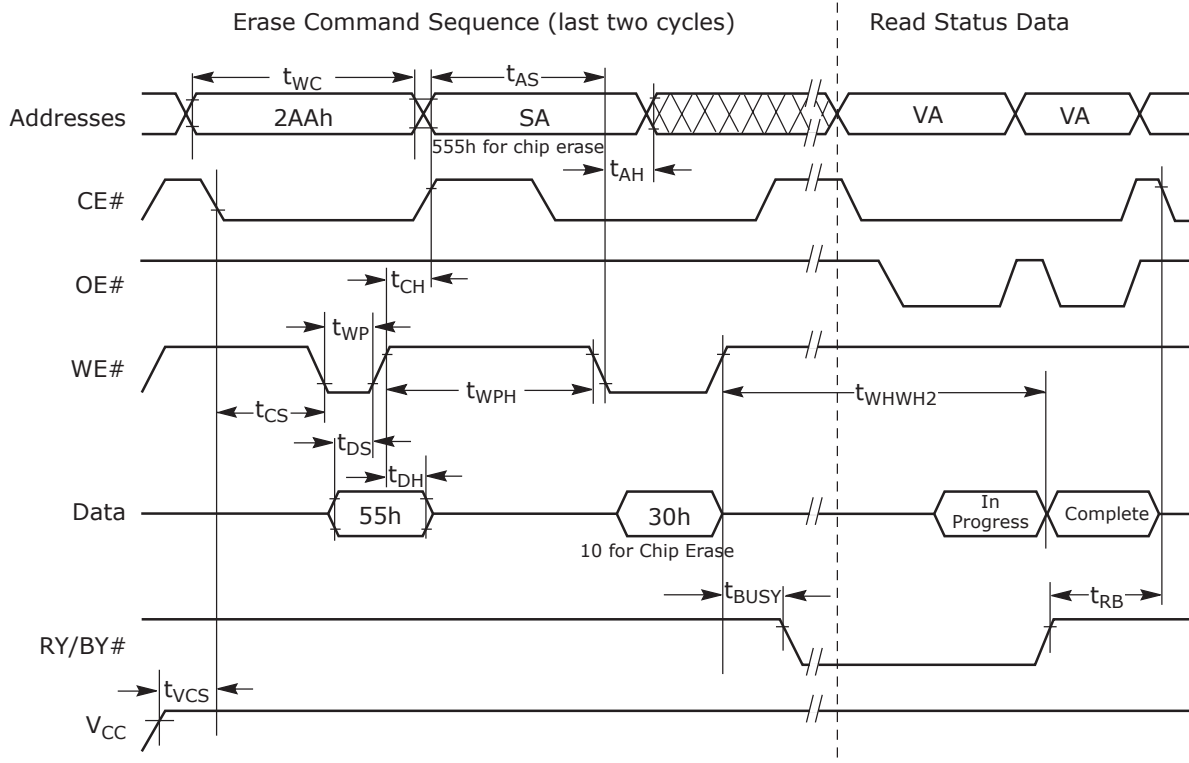 Erase Command Sequence (last two cycles)
Read Status Data
tWC
tAS
Addresses
2AAh
SA
VA
VA
555h for chip erase
tAH
CE#
OE#
tCH
tWP
WE#
tWPH
tWHWH2
tCS
tDS
tDH
Data
55h
30h
In
Progress
Complete
10 for Chip Erase
tBUSY
tRB
RY/BY#
tVCS
VCC